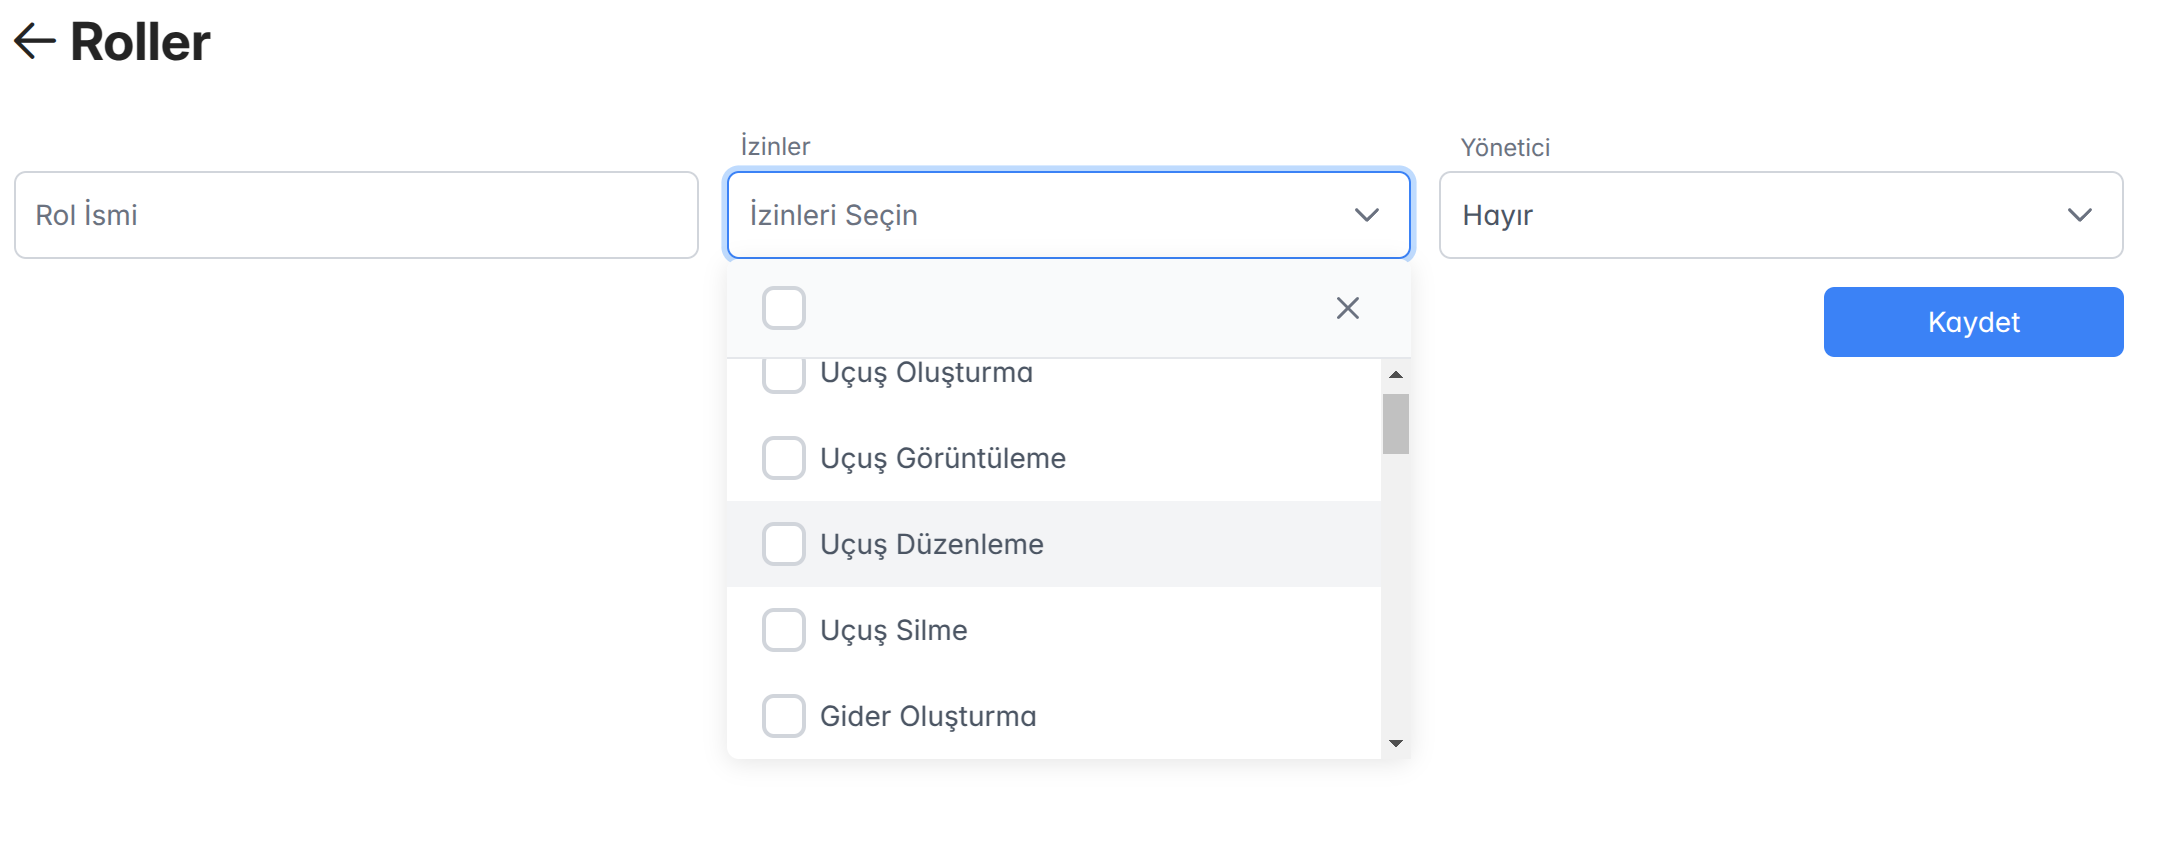 Roller
İzinler
Yönetici
Rol İsmi
İzinleri Seçin
Hayır
Kaydet
Uçuş Oluşturma
Uçuş Görüntüleme
Uçuş Düzenleme
Uçuş Silme
Gider Oluşturma